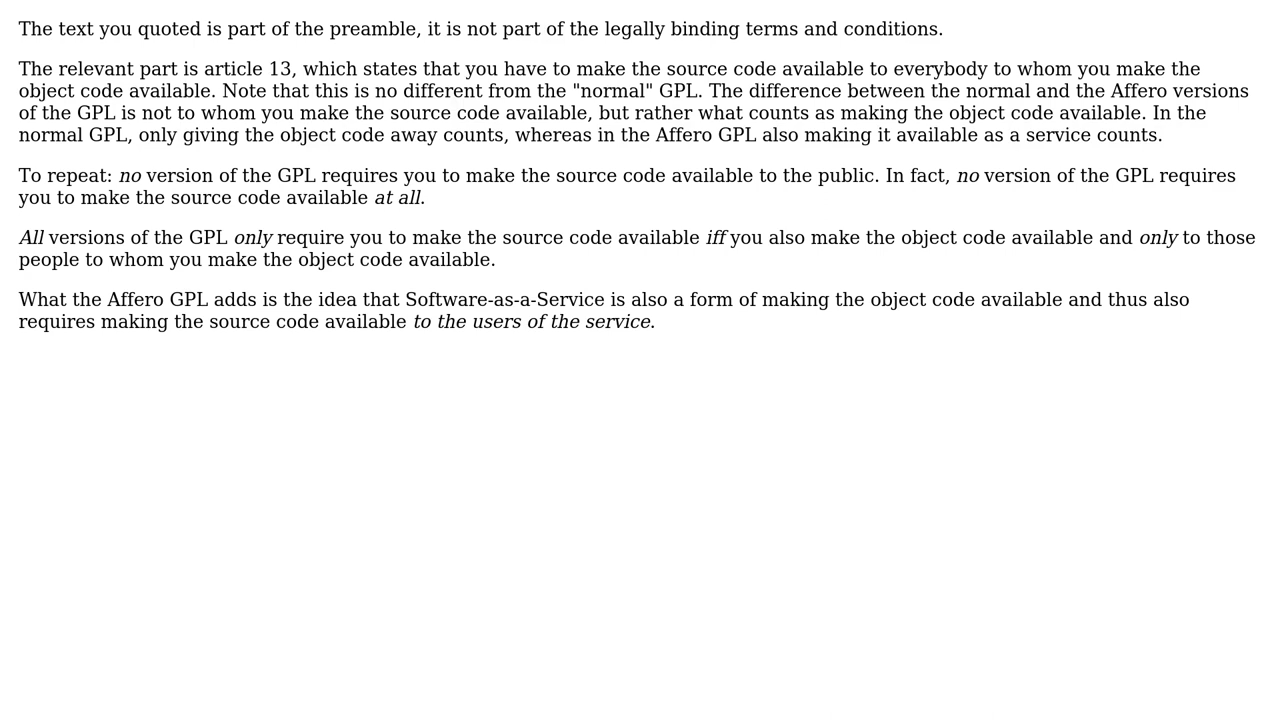 The text you quoted is part of the preamble, it is not part of the legally binding terms and conditions.
The relevant part is article 13, which states that you have to make the source code available to everybody to whom you make the
object code available. Note that this is no different from the "normal" GPL. The difference between the normal and the Affero versions
of the GPL is not to whom you make the source code available, but rather what counts as making the object code available. In the
normal GPL, only giving the object code away counts, whereas in the Affero GPL also making it available as a service counts.
To repeat: no version of the GPL requires you to make the source code available to the public. In fact, no version of the GPL requires
you to make the source code available at all.
All versions of the GPL only require you to make the source code available iff you also make the object code available and only to those
people to whom you make the object code available.
What the Affero GPL adds is the idea that Software-as-a-Service is also a form of making the object code available and thus also
requires making the source code available to the users of the service.